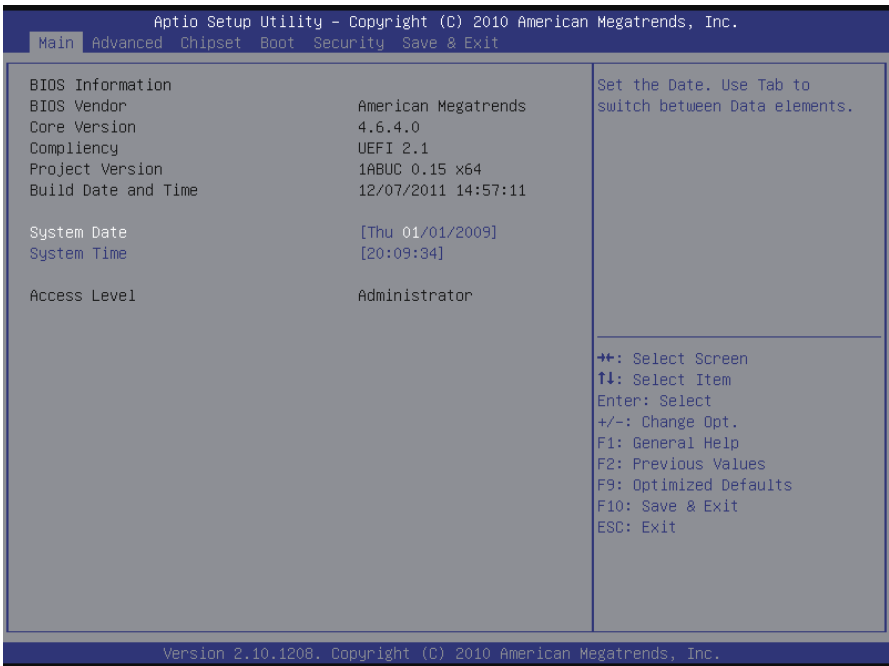 Aptio Setup Utility – Copyright (C) 2010 American Megatrends, Inc.
Main Advanced Chipset Boot Security Save & Exit
BIOS Information
BIOS Vendor American Megatrends
Core Version 4.6.4.0
Compliency UEFI 2.1
Project Version 1ABUC 0.15 x64
Build Date and Time 12/07/2011 14:57:11
System Date [Thu 01/01/2009]
System Time [20:09:34]
Access Level Administrator
Set the Date. Use Tab to
switch between Data elements.
→←: Select Screen
↑↓: Select Item
Enter: Select
+/-: Change Opt.
F1: General Help
F2: Previous Values
F9: Optimized Defaults
F10: Save & Exit
ESC: Exit
Version 2.10.1208. Copyright (C) 2010 American Megatrends, Inc.